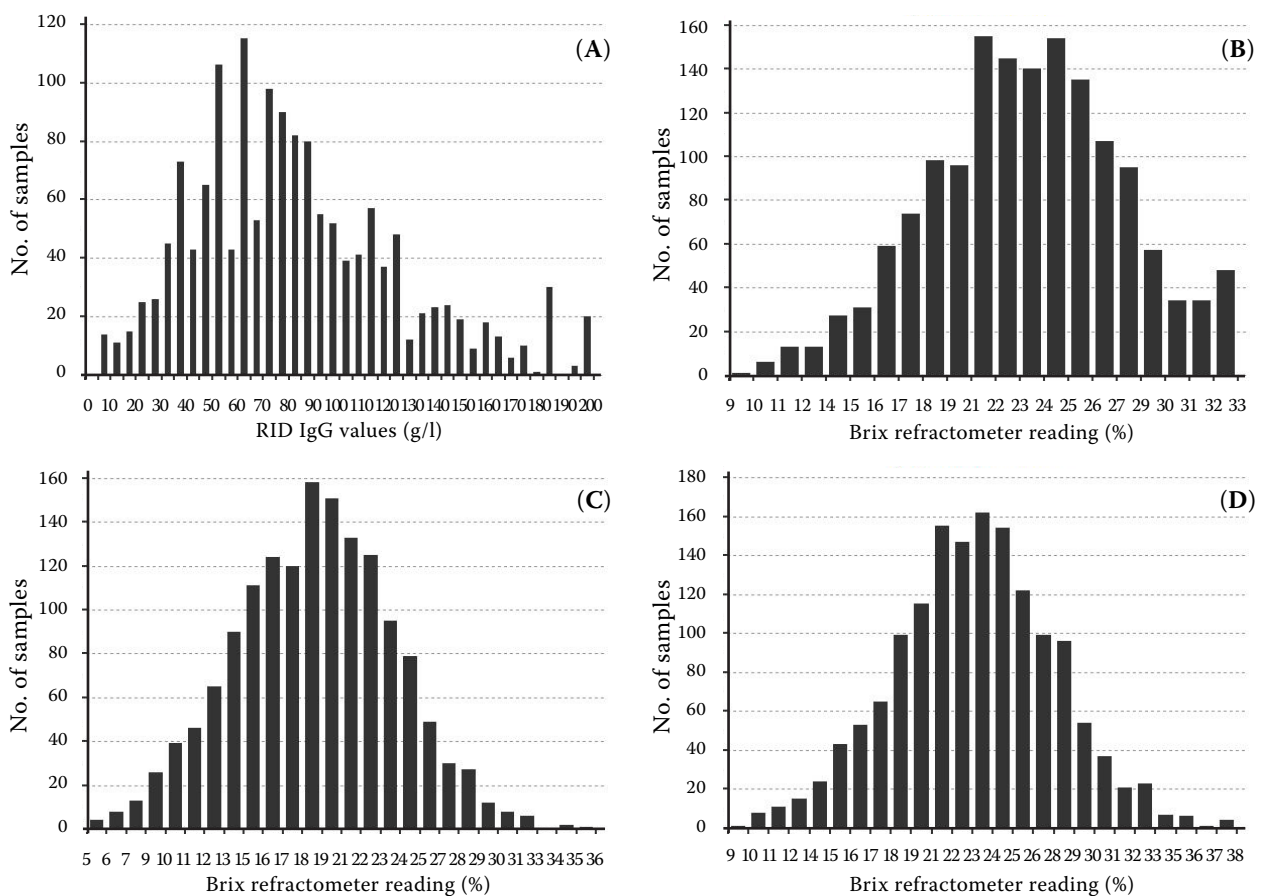 120
100
80
60
40
20
0
No. of samples
(A)
0 10 20 30 40 50 60 70 80 90 100 110 120 130 140 150 160 170 180 190 200
RID IgG values (g/l)
160
140
120
100
80
60
40
20
0
No. of samples
(B)
9 10 11 12 13 14 15 16 17 18 19 21 22 23 24 25 26 27 29 30 31 32 33
Brix refractometer reading (%)
160
140
120
100
80
60
40
20
0
No. of samples
(C)
5 6 7 9 10 11 12 13 15 16 17 18 19 21 22 23 24 25 27 28 29 30 31 33 34 35 36
Brix refractometer reading (%)
180
160
140
120
100
80
60
40
20
0
No. of samples
(D)
9 10 11 12 13 14 15 16 17 18 19 21 22 23 24 25 26 28 29 30 31 32 33 35 36 37 38
Brix refractometer reading (%)